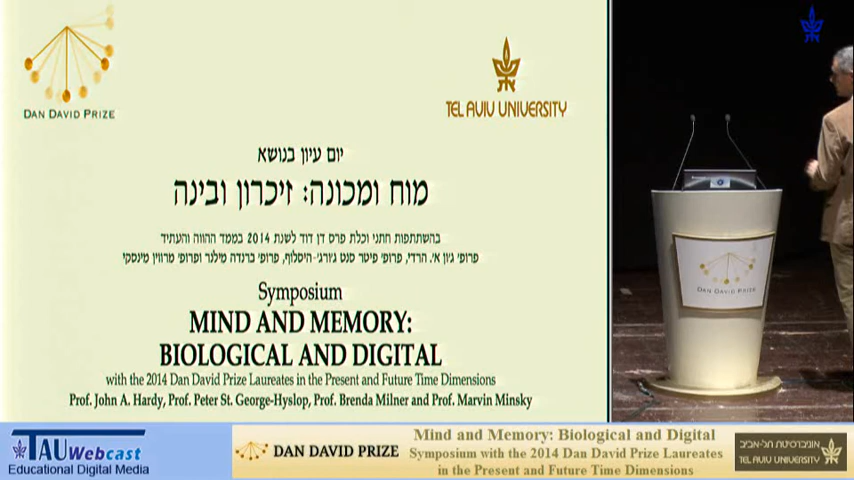 DAN DAVID PRIZE
TEL AVIV UNIVERSITY
יום עיון בנושא
מוח ומכונה: זיכרון ובינה
בהשתתפות חתני וכלת פרס דן דוד לשנת 2014 בממד ההווה והעתיד
פרופ' ג'ון א'. הרדי, פרופ' פיטר סנט ג'ורג'-היסלוף, פרופ' ברנדה מילנר ופרופ' מרווין מינסקי
Symposium
MIND AND MEMORY:
BIOLOGICAL AND DIGITAL
with the 2014 Dan David Prize Laureates in the Present and Future Time Dimensions
Prof. John A. Hardy, Prof. Peter St. George-Hyslop, Prof. Brenda Milner and Prof. Marvin Minsky
DAN DAVID PRIZE
TAU Webcast
Educational Digital Media
DAN DAVID PRIZE
Mind and Memory: Biological and Digital
Symposium with the 2014 Dan David Prize Laureates
in the Present and Future Time Dimensions
אוניברסיטת תל-אביב
TEL AVIV UNIVERSITY